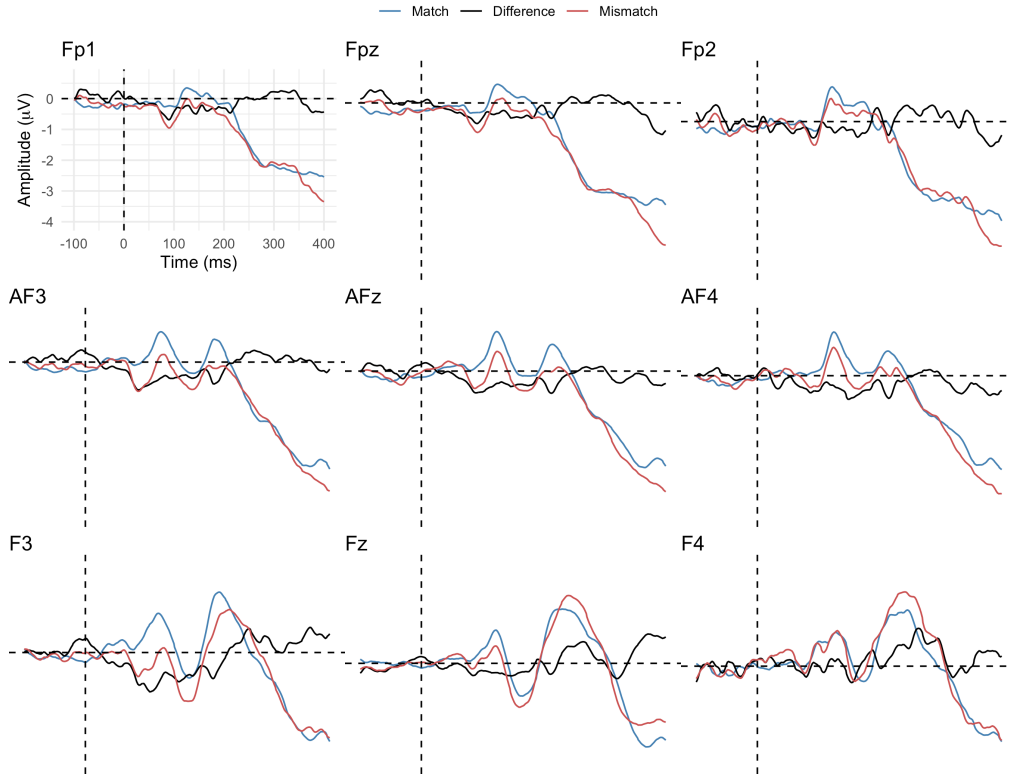 Match Difference Mismatch
Fp1 Fpz Fp2
0
-1
-2
-3
-4
Amplitude (µV)
-100 0 100 200 300 400
Time (ms)
AF3 AFz AF4
F3 Fz F4